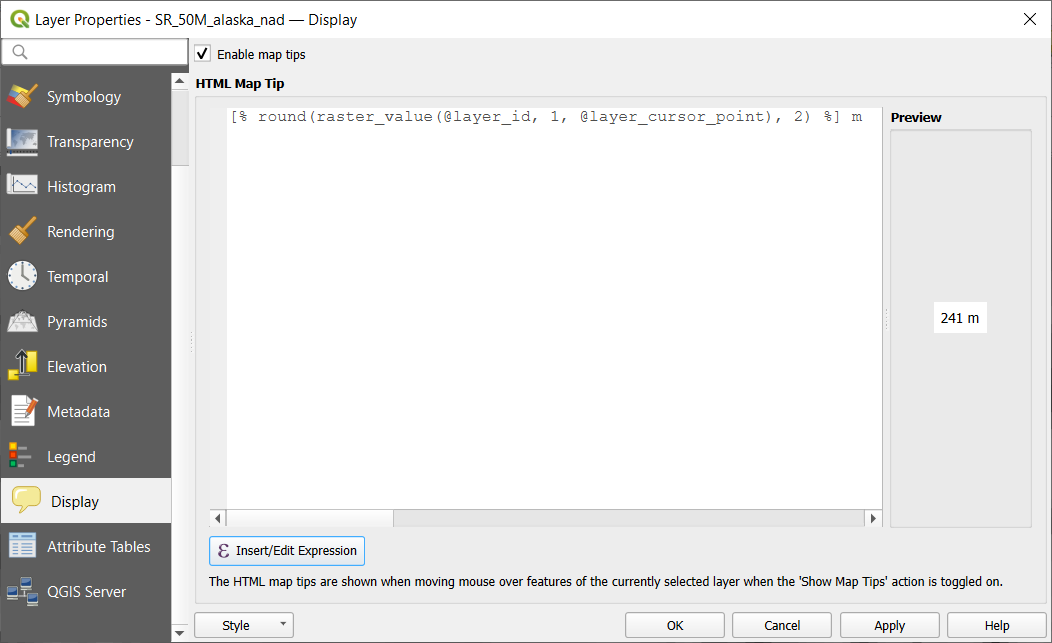 Layer Properties - SR_50M_alaska_nad — Display
Enable map tips
HTML Map Tip
Symbology
Transparency
Histogram
Rendering
Temporal
Pyramids
Elevation
Metadata
Legend
Display
Attribute Tables
QGIS Server
[% round(raster_value(@layer_id, 1, @layer_cursor_point), 2) %] m
Preview
241 m
Insert/Edit Expression
The HTML map tips are shown when moving mouse over features of the currently selected layer when the 'Show Map Tips' action is toggled on.
Style
OK
Cancel
Apply
Help